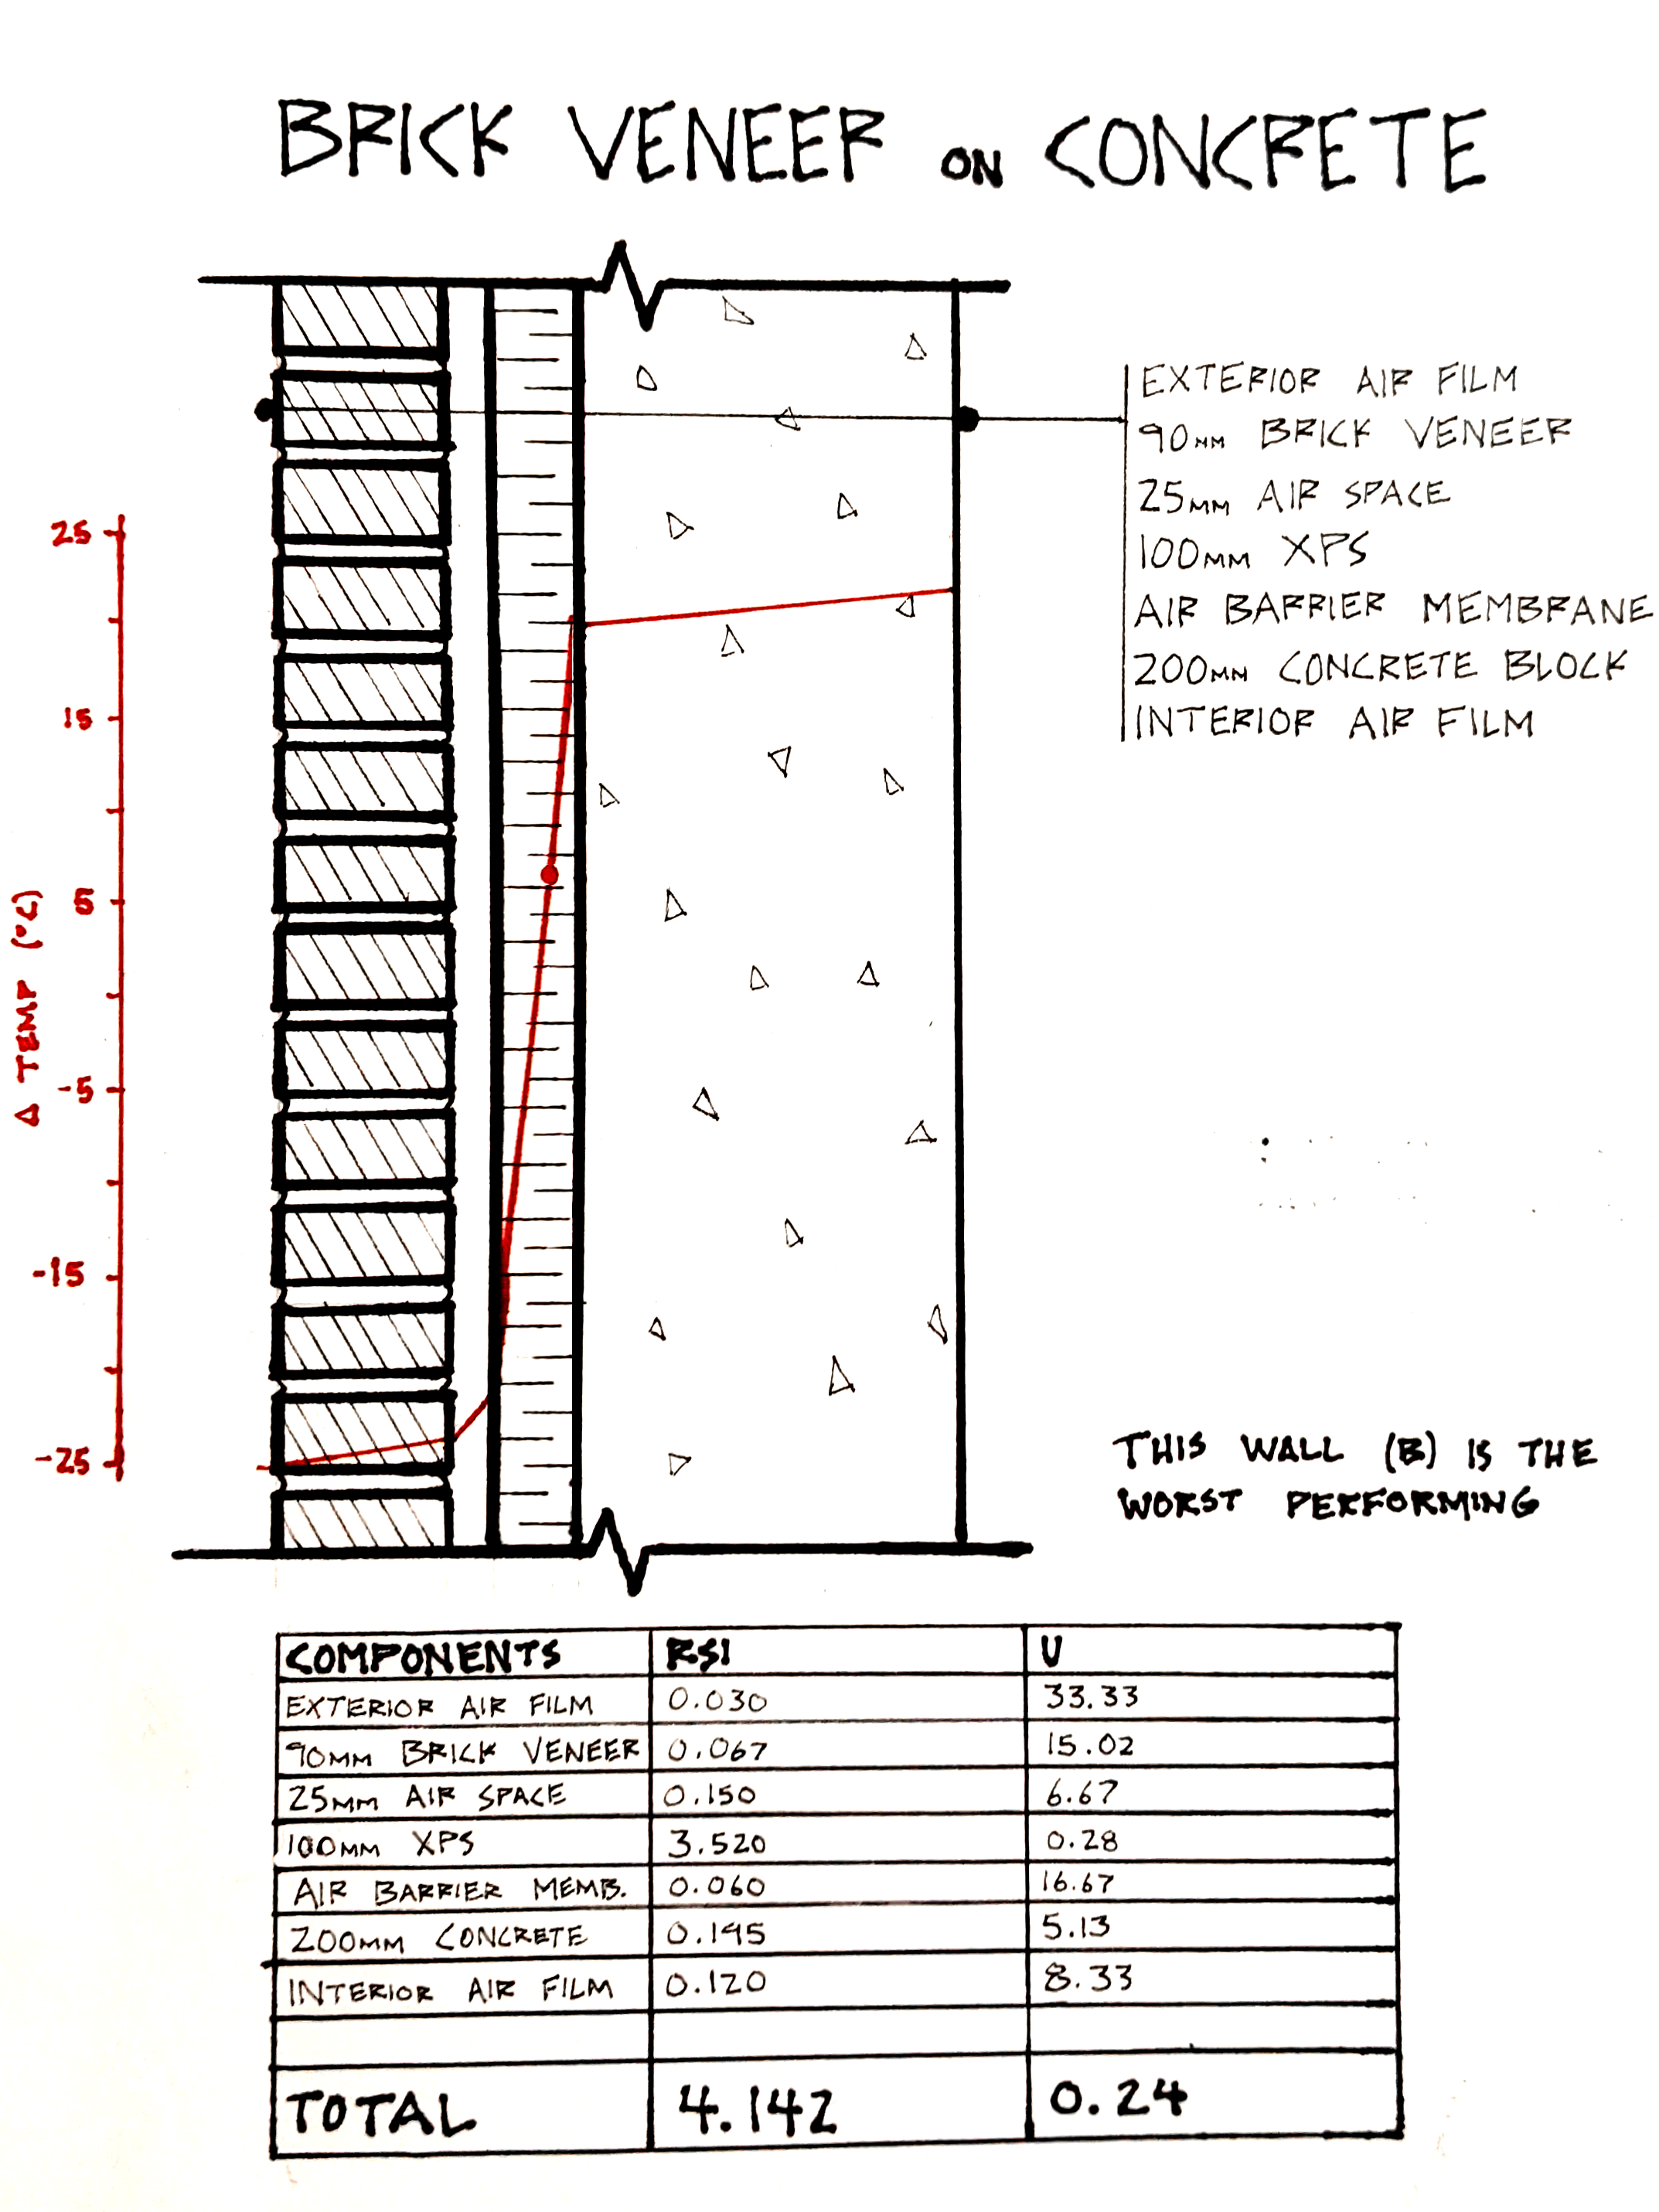 BRICK VENEER ON CONCRETE
EXTERIOR AIR FILM
90MM BRICK VENEER
25MM AIR SPACE
100MM XPS
AIR BARRIER MEMBRANE
200MM CONCRETE BLOCK
INTERIOR AIR FILM
Δ TEMP (°C)
25
15
5
-5
-15
-25
THIS WALL (B) IS THE
WORST PERFORMING
COMPONENTS RSI U
EXTERIOR AIR FILM 0.030 33.33
90MM BRICK VENEER 0.067 15.02
25MM AIR SPACE 0.150 6.67
100MM XPS 3.520 0.28
AIR BARRIER MEMB. 0.060 16.67
200MM CONCRETE 0.195 5.13
INTERIOR AIR FILM 0.120 8.33
TOTAL 4.142 0.24